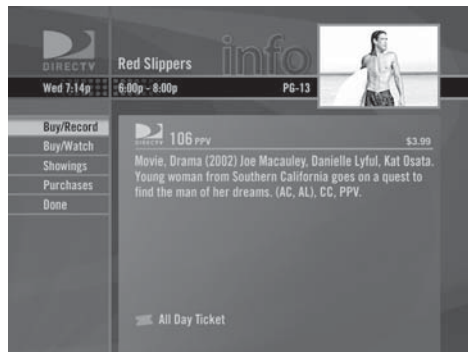 info
DIRECTV
Red Slippers
Wed 7:14p 6:00p - 8:00p PG-13
Buy/Record
Buy/Watch
Showings
Purchases
Done
DIRECTV 106 PPV $3.99
Movie, Drama (2002) Joe Macauley, Danielle Lyful, Kat Osata.
Young woman from Southern California goes on a quest to
find the man of her dreams. (AC, AL), CC, PPV.
All Day Ticket